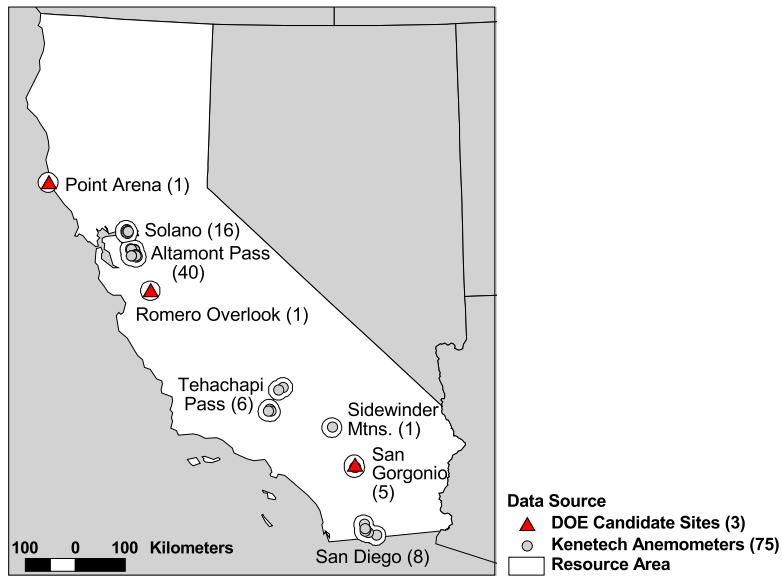 Point Arena (1)
Solano (16)
Altamont Pass
(40)
Romero Overlook (1)
Tehachapi
Pass (6)
Sidewinder
Mtns. (1)
San
Gorgonio
(5)
San Diego (8)
100 0 100 Kilometers
Data Source
DOE Candidate Sites (3)
Kenetech Anemometers (75)
Resource Area